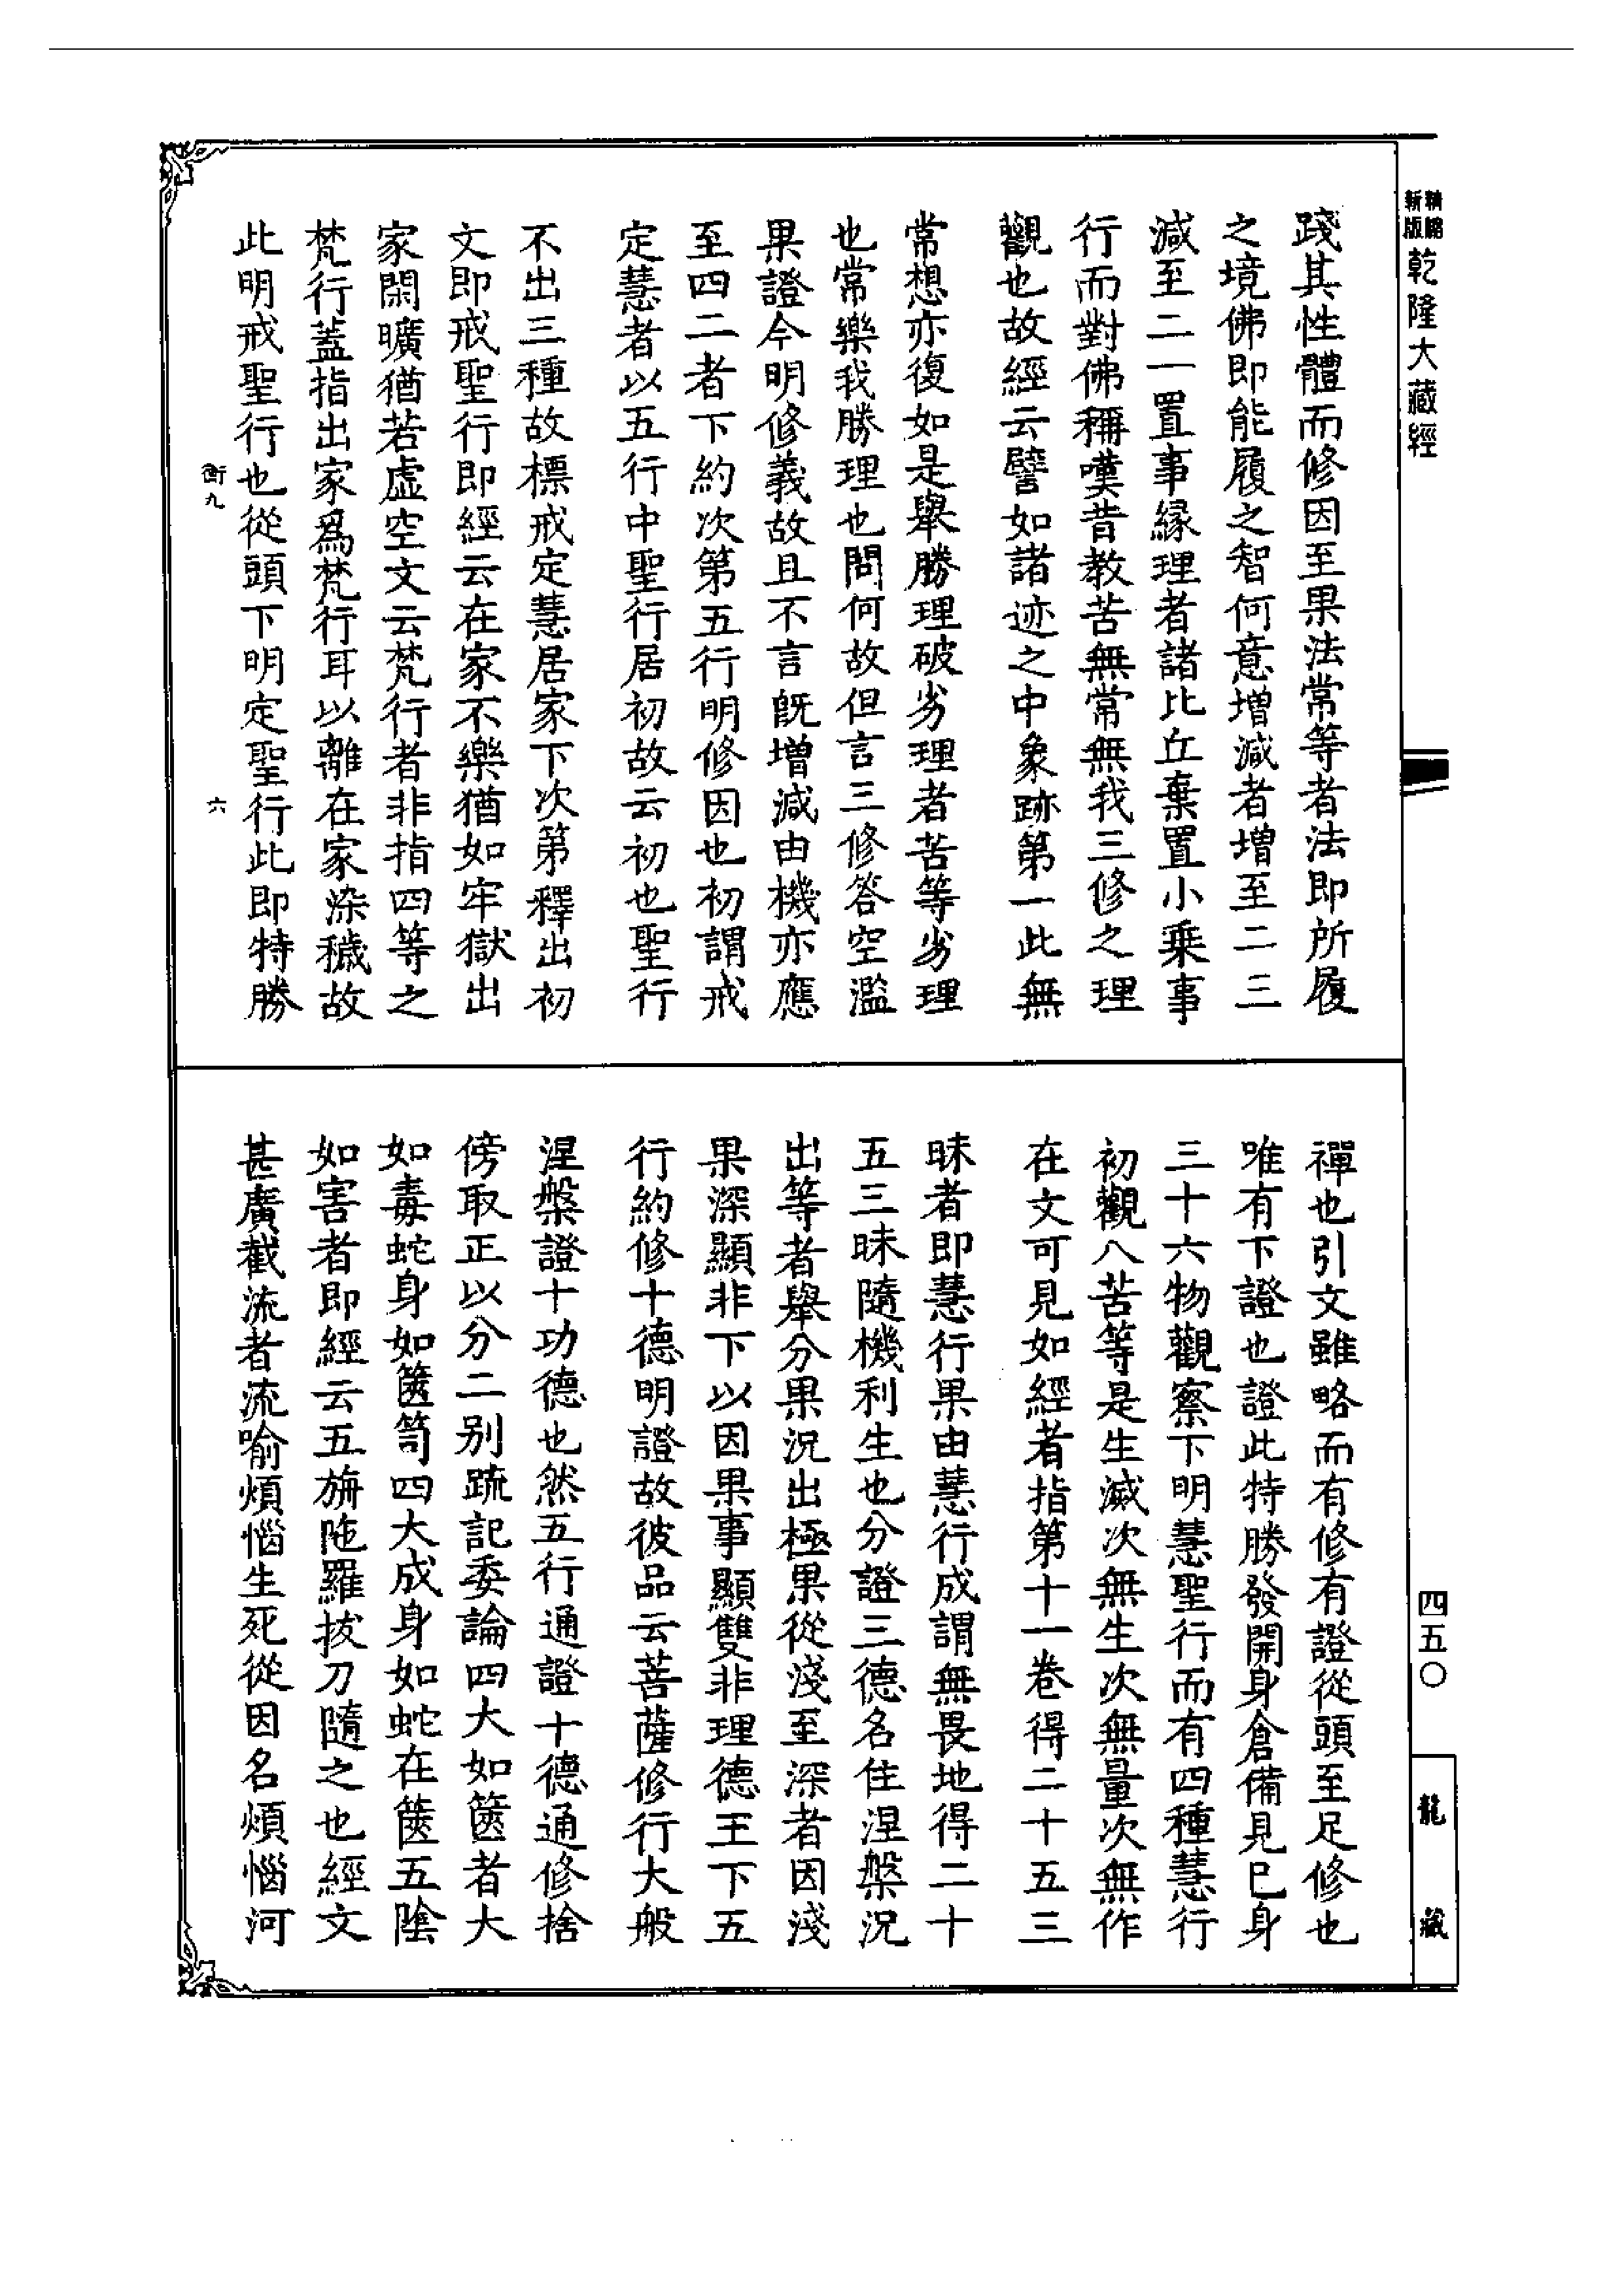 精縮
新版
乾隆大藏經
踐其性體而修因至果法常等者法即所履
之境佛即能履之智何意增減者增至二三
減至二一置事緣理者諸比丘棄置小乘事
行而對佛稱嘆昔教苦無常無我三修之理
觀也故經云譬如諸迹之中象跡第一此無
常想亦復如是舉勝理破劣理者苦等劣理
也常樂我勝理也問何故但言三修答空濫
果證今明修義故且不言旣增減由機亦應
至四二者下約次第五行明修因也初謂戒
定慧者以五行中聖行居初故云初也聖行
不出三種故標戒定慧居家下次第釋出初
文即戒聖行即經云在家不樂猶如牢獄出
家閑曠猶若虛空文云梵行者非指四等之
梵行蓋指出家爲梵行耳以離在家染穢故
此明戒聖行也從頭下明定聖行此即特勝
衡九
六
禪也引文雖略而有修有證從頭至足修也
唯有下證也證此特勝發開身倉備見巳身
三十六物觀察下明慧聖行而有四種慧行
初觀八苦等是生滅次無生次無量次無作
在文可見如經者指第十一卷得二十五三
昧者即慧行果由慧行成謂無畏地得二十
五三昧隨機利生也分證三德名住涅槃況
出等者舉分果況出極果從淺至深者因淺
果深顯非下以因果事顯雙非理德王下五
行約修十德明證故彼品云菩薩修行大般
涅槃證十功德也然五行通證十德通修捨
傍取正以分二别䟽記委論四大如篋者大
如毒蛇身如篋笥四大成身如蛇在篋五陰
如害者即經云五旃陁羅拔刀隨之也經文
甚廣截流者流喻煩惱生死從因名煩惱河
四五〇
龍藏